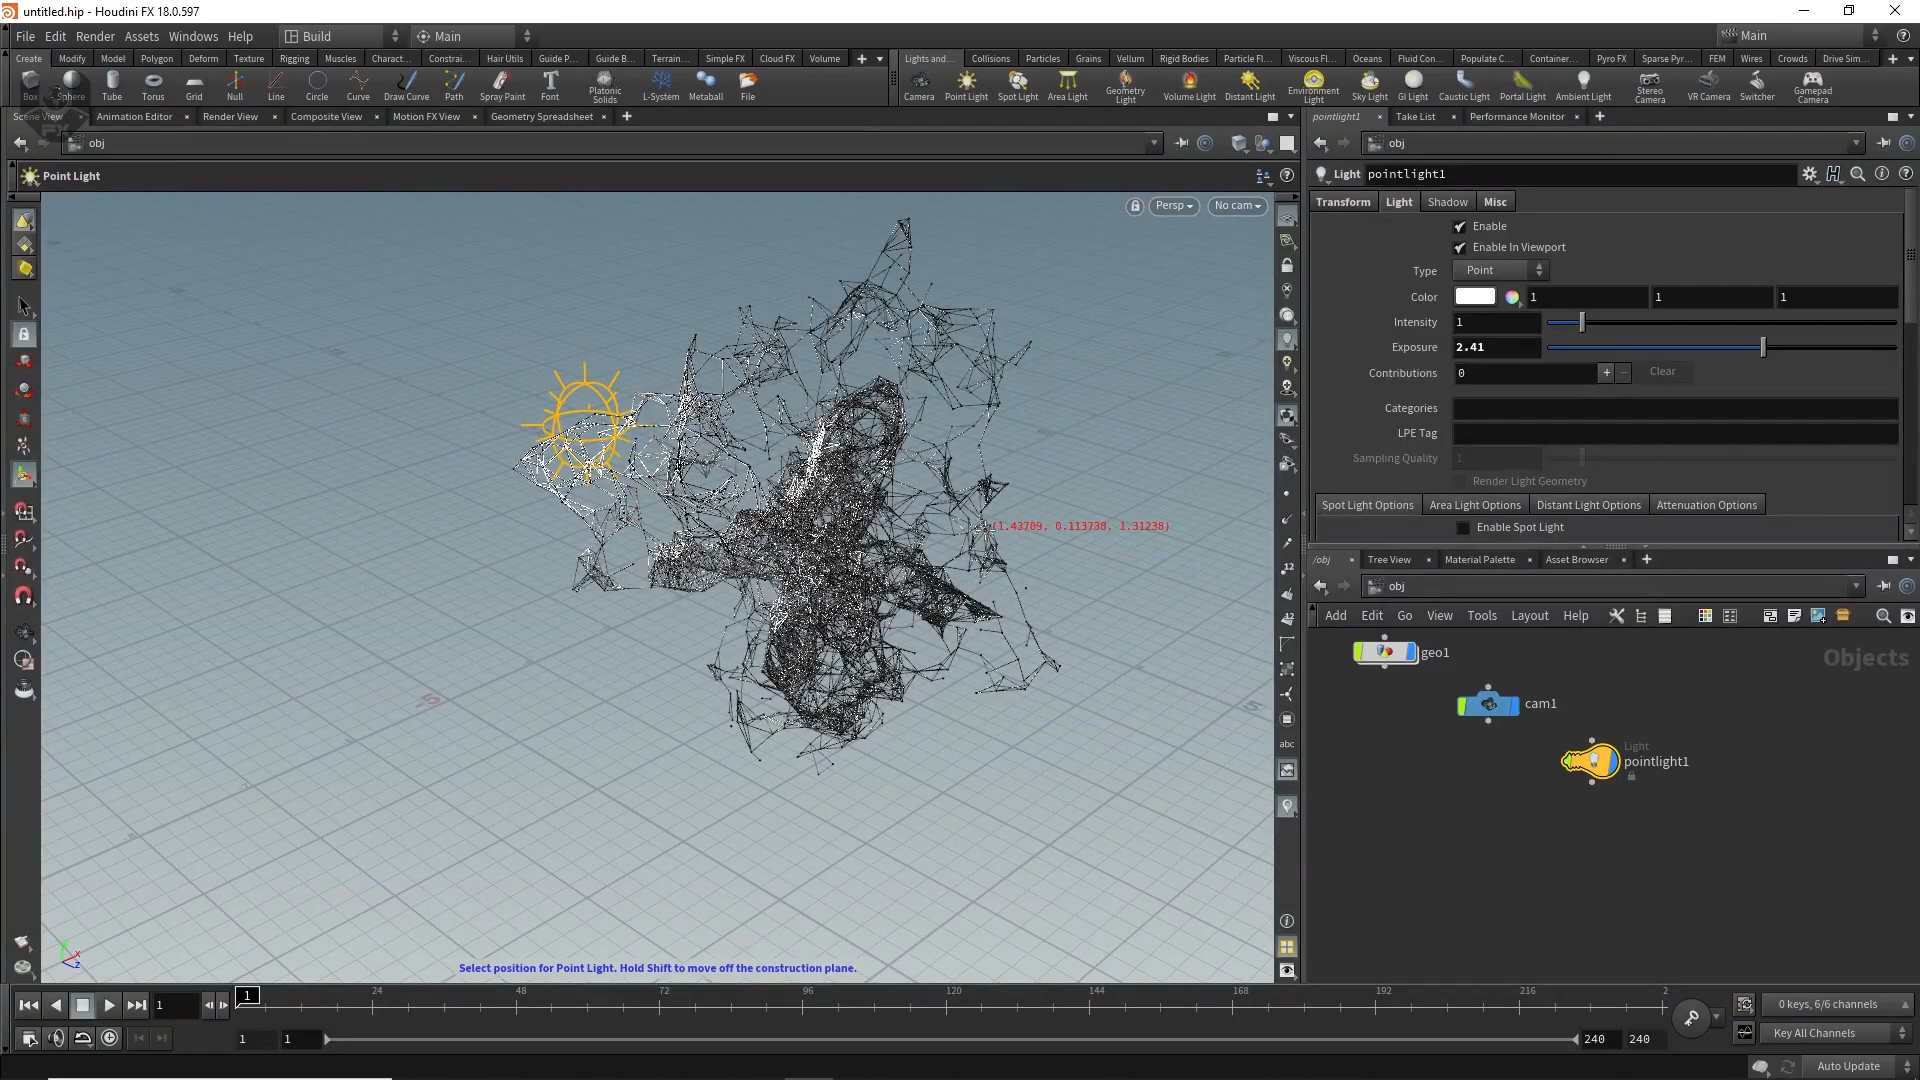 untitled.hip - Houdini FX 18.0.597
File Edit Render Assets Windows Help Build Main Main
Create Modify Model Polygon Deform Texture Rigging Muscles Charact... Constrai... Hair Utils Guide P... Guide B... Terrain... Simple FX Cloud FX Volume
Lights and... Collisions Particles Grains Vellum Rigid Bodies Particle Fl... Viscous Fl... Oceans Fluid Con... Populate C... Container... Pyro FX Sparse Pyr... FEM Wires Crowds Drive Sim...
Box Sphere Tube Torus Grid Null Line Circle Curve Draw Curve Path Spray Paint Font Platonic Solids L-System Metaball File
Camera Point Light Spot Light Area Light Geometry Light Volume Light Distant Light Environment Light Sky Light GI Light Caustic Light Portal Light Ambient Light Stereo Camera VR Camera Switcher Gamepad Camera
Scene View Animation Editor Render View Composite View Motion FX View Geometry Spreadsheet
pointlight1 Take List Performance Monitor
obj
obj
Point Light
Light pointlight1
Persp No cam
Transform Light Shadow Misc
Enable
Enable In Viewport
Type Point
Color 1 1 1
Intensity 1
Exposure 2.41
Contributions 0 + - Clear
Categories
LPE Tag
Sampling Quality 1
Render Light Geometry
Spot Light Options Area Light Options Distant Light Options Attenuation Options
Enable Spot Light
(1.43709, 0.113738, 1.31238)
/obj Tree View Material Palette Asset Browser
obj
Add Edit Go View Tools Layout Help
Objects
geo1
cam1
Light
pointlight1
5
5
12
12
abc
x
z
Select position for Point Light. Hold Shift to move off the construction plane.
1 1 24 48 72 96 120 144 168 192 216 2
0 keys, 6/6 channels
1 1 240 240
Key All Channels
Auto Update